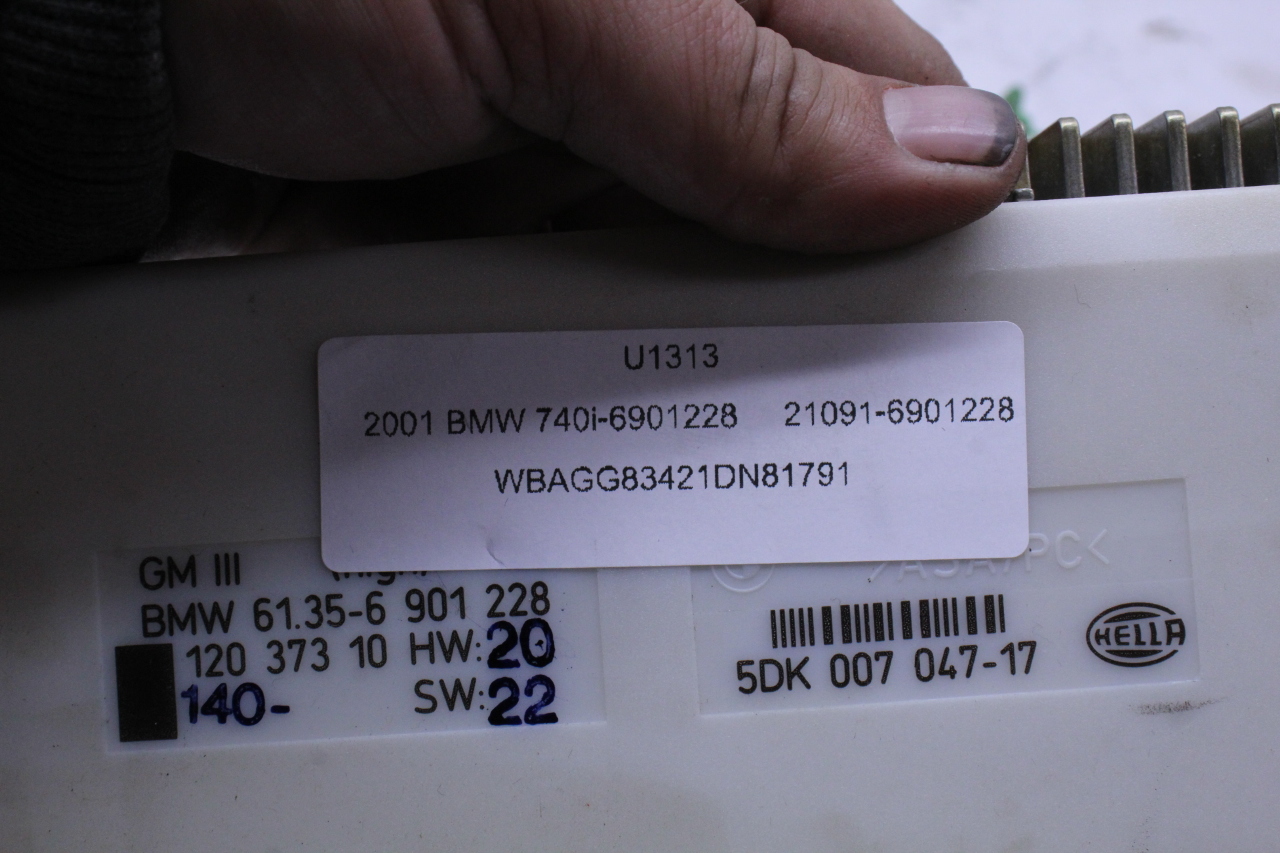 U1313
2001 BMW 740i-6901228 21091-6901228
WBAGG83421DN81791
GM III
BMW 61.35-6 901 228
120 373 10 HW:20
140- SW:22
5DK 007 047-17
HELLA